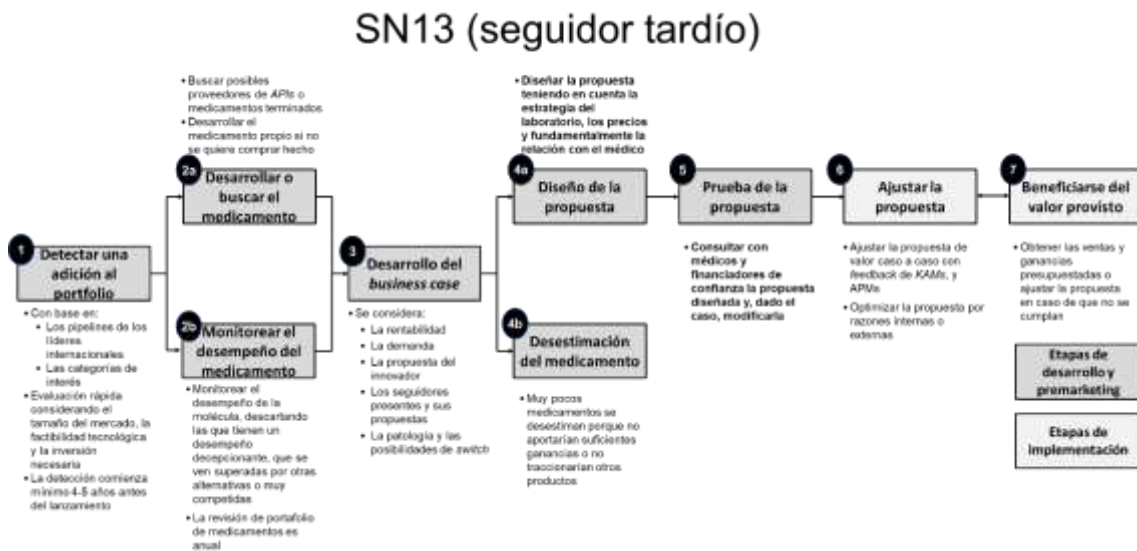 SN13 (seguidor tardío)
• Buscar posibles
proveedores de APIs o
medicamentos terminados
• Desarrollar el
medicamento propio si no
se quiere comprar hecho
2a
Desarrollar o
buscar el
medicamento
1
Detectar una
adición al
portfolio
• Con base en:
• Los pipelines de los
líderes
internacionales
• Las categorías de
interés
• Evaluación rápida
considerando el
tamaño del mercado, la
factibilidad tecnológica
y la inversión
necesaria
• La detección comienza
mínimo 4-5 años antes
del lanzamiento
2b
Monitorear el
desempeño del
medicamento
• Monitorear el
desempeño de la
molécula, descartando
las que tienen un
desempeño
decepcionante, que se
ven superadas por otras
alternativas o muy
competidas
• La revisión de portafolio
de medicamentos es
anual
3
Desarrollo del
business case
• Se considera:
• La rentabilidad
• La demanda
• La propuesta del
innovador
• Los seguidores
presentes y sus
propuestas
• La patología y las
posibilidades de switch
• Diseñar la propuesta
teniendo en cuenta la
estrategia del
laboratorio, los precios
y fundamentalmente la
relación con el médico
4a
Diseño de la
propuesta
4b
Desestimación
del medicamento
• Muy pocos
medicamentos se
desestiman porque no
aportarían suficientes
ganancias o no
traccionarían otros
productos
5
Prueba de la
propuesta
• Consultar con
médicos y
financiadores de
confianza la propuesta
diseñada y, dado el
caso, modificarla
6
Ajustar la
propuesta
• Ajustar la propuesta de
valor caso a caso con
feedback de KAMs, y
APMs
• Optimizar la propuesta por
razones internas o
externas
7
Beneficiarse del
valor provisto
• Obtener las ventas y
ganancias
presupuestadas o
ajustar la propuesta
en caso de que no se
cumplan
Etapas de
desarrollo y
premarketing
Etapas de
implementación